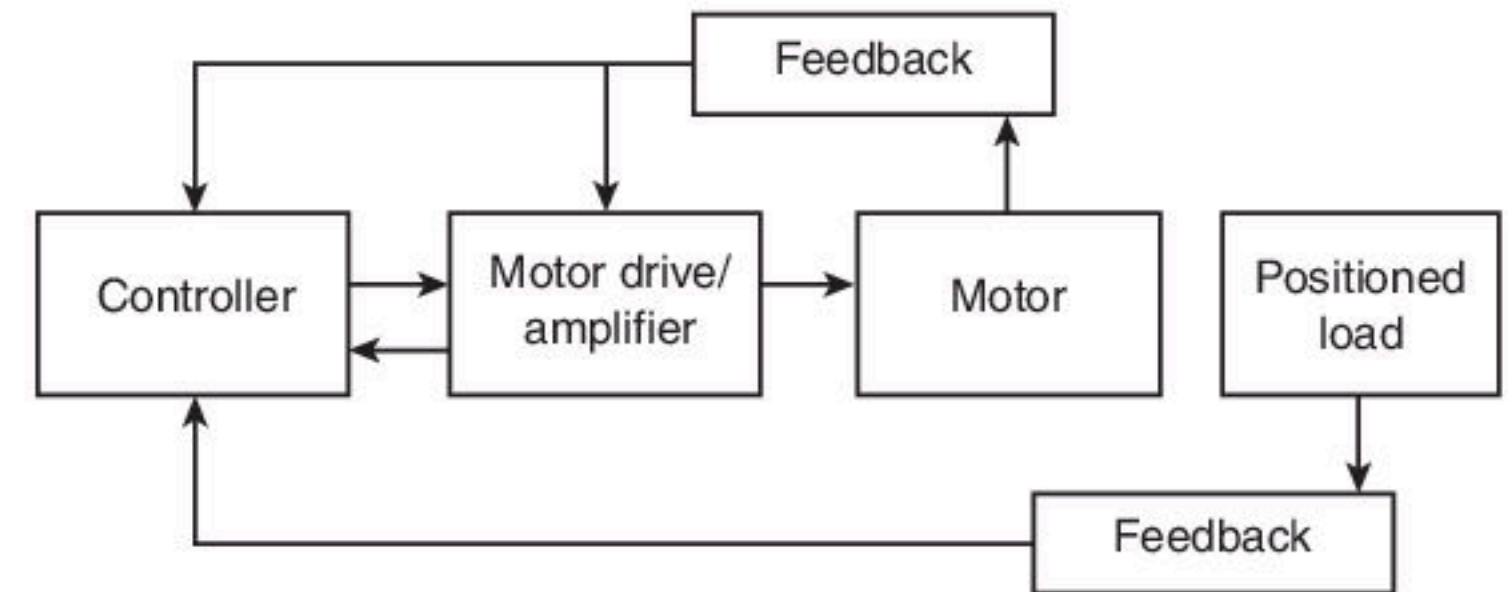 Feedback
Controller
Motor drive/
amplifier
Motor
Positioned
load
Feedback